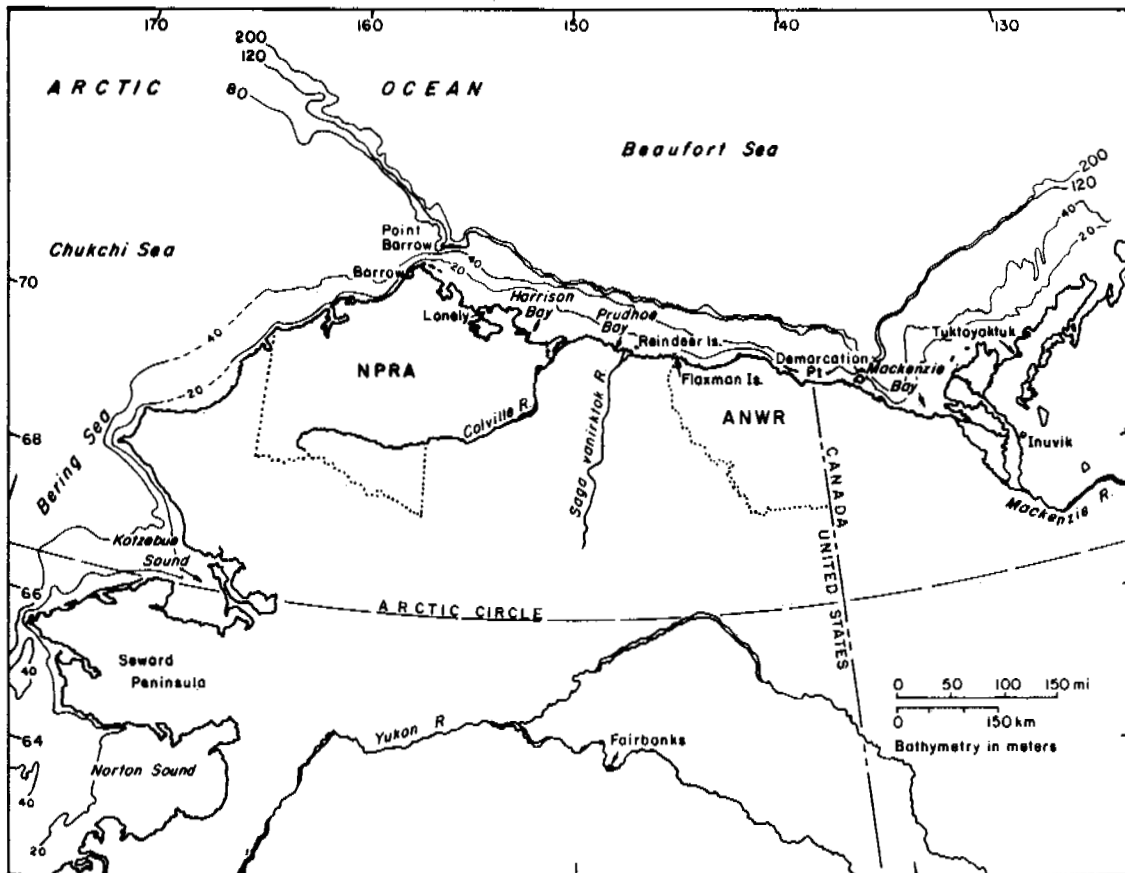 170
160
150
140
130
200
120
80
ARCTIC OCEAN
Beaufort Sea
200
120
40
20
Point
Barrow
Chukchi Sea
40
20
Barrow
70
Harrison
Bay
Prudhoe
Bay
Lonely
Reindeer Is.
Tuktoyaktuk
Demarcation
Pt.
Mackenzie
Bay
40
Flaxman Is.
NPRA
20
ANWR
Colville R.
68
Inuvik
Bering Sea
Saga vanirktok R
CANADA
UNITED STATES
Mackenzie R.
Kotzebue
Sound
66
ARCTIC CIRCLE
40
Seward
Peninsula
0 50 100 150 mi
0 150 km
Bathymetry in meters
Yukon R
64
Fairbanks
Norton Sound
40
20